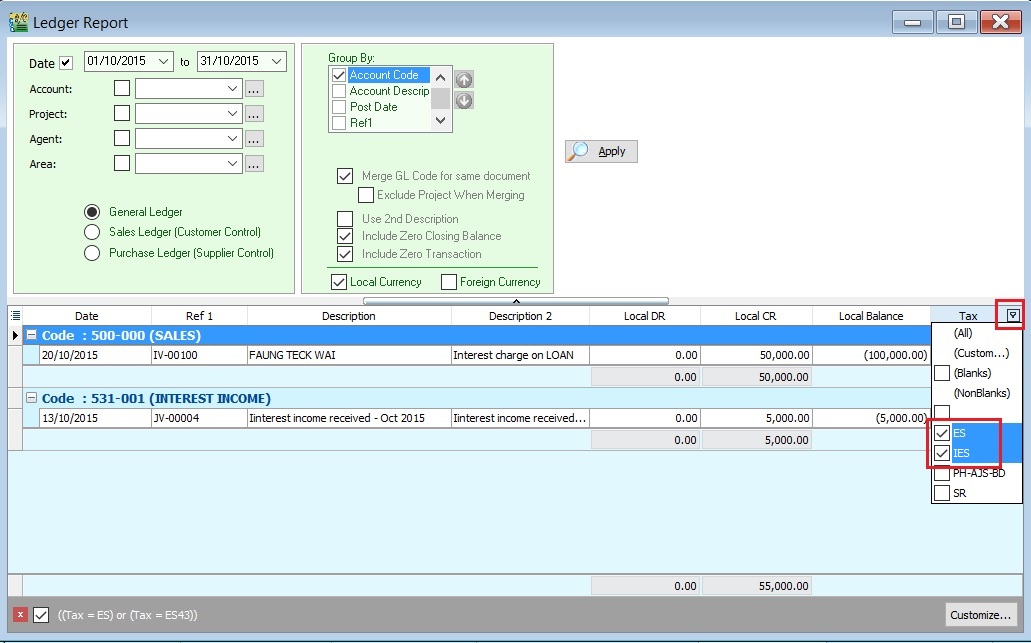 Ledger Report
Date 01/10/2015 to 31/10/2015
Account: ...
Project: ...
Agent: ...
Area: ...
General Ledger
Sales Ledger (Customer Control)
Purchase Ledger (Supplier Control)
Group By:
Account Code
Account Descrip
Post Date
Ref1
Merge GL Code for same document
Exclude Project When Merging
Use 2nd Description
Include Zero Closing Balance
Include Zero Transaction
Local Currency Foreign Currency
Apply
Date Ref 1 Description Description 2 Local DR Local CR Local Balance Tax
Code : 500-000 (SALES)
20/10/2015 IV-00100 FAUNG TECK WAI Interest charge on LOAN 0.00 50,000.00 (100,000.00)
0.00 50,000.00
Code : 531-001 (INTEREST INCOME)
13/10/2015 JV-00004 Iinterest income received - Oct 2015 Iinterest income received... 0.00 5,000.00 (5,000.00)
0.00 5,000.00
(All)
(Custom...)
(Blanks)
(NonBlanks)
ES
IES
PH-AJS-BD
SR
0.00 55,000.00
x ((Tax = ES) or (Tax = ES43)) Customize...